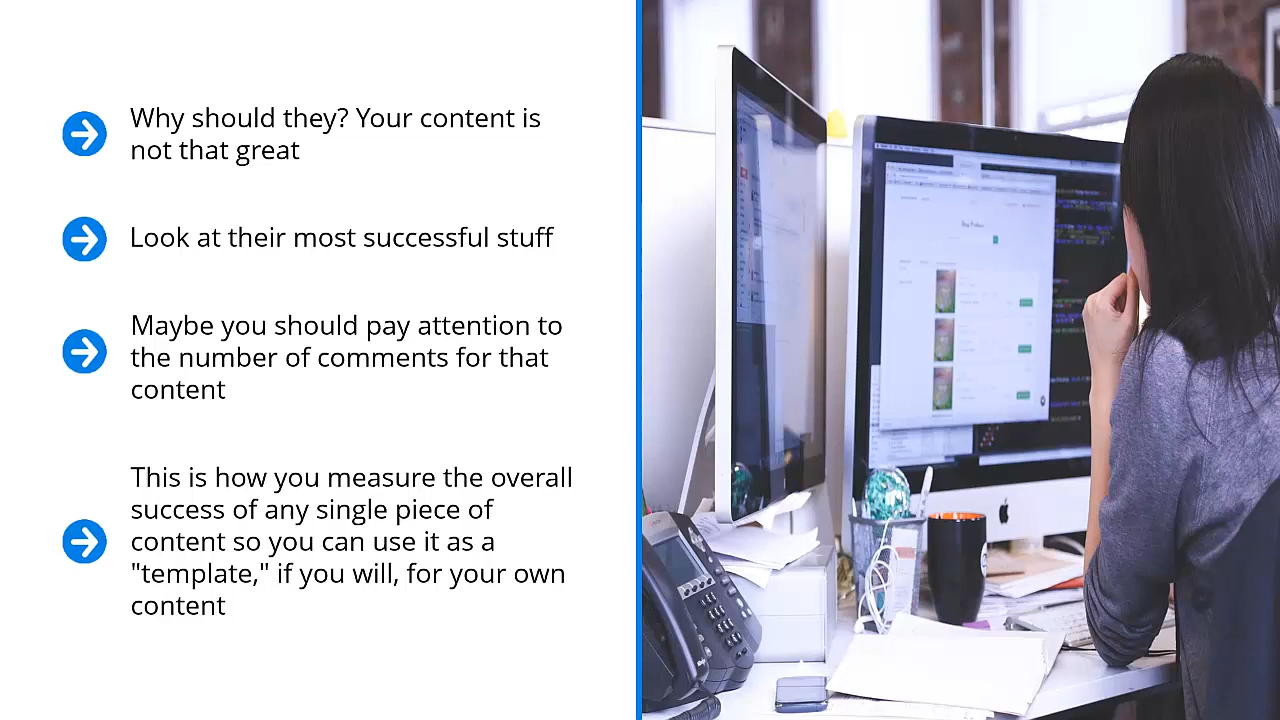 Why should they? Your content is
not that great
Look at their most successful stuff
Maybe you should pay attention to
the number of comments for that
content
This is how you measure the overall
success of any single piece of
content so you can use it as a
"template," if you will, for your own
content